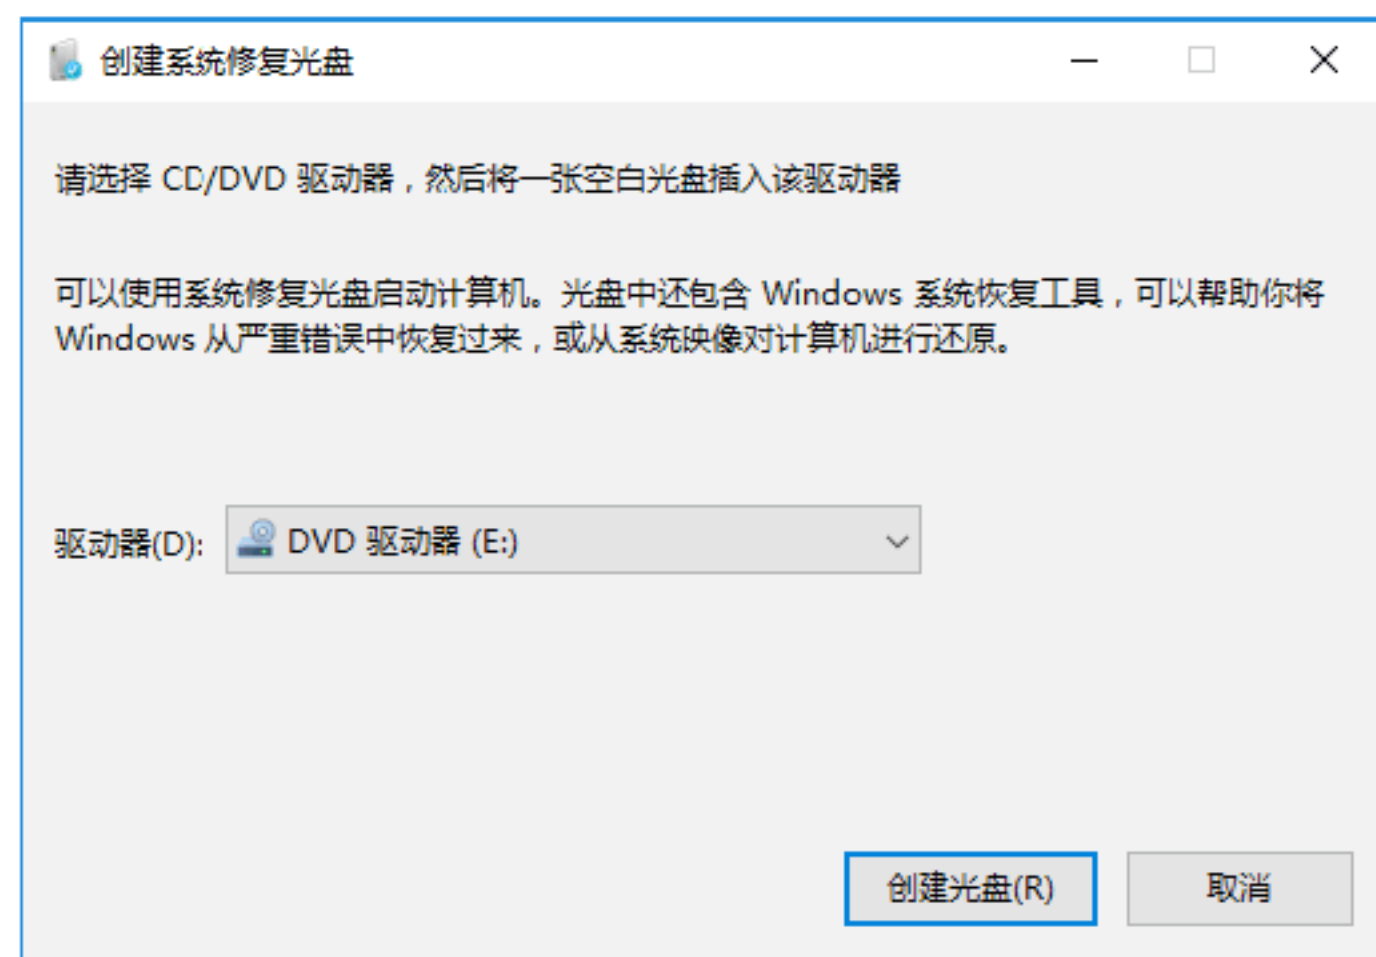 创建系统修复光盘
请选择 CD/DVD 驱动器，然后将一张空白光盘插入该驱动器
可以使用系统修复光盘启动计算机。光盘中还包含 Windows 系统恢复工具，可以帮助你将
Windows 从严重错误中恢复过来，或从系统映像对计算机进行还原。
驱动器(D): DVD 驱动器 (E:)
创建光盘(R) 取消